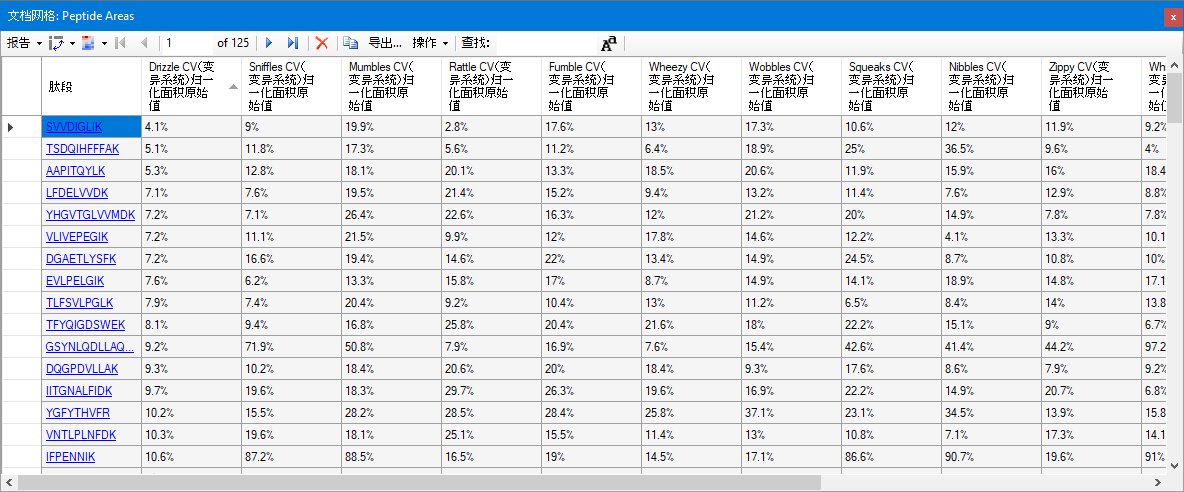 文档网格: Peptide Areas
报告 1 of 125 导出... 操作 查找:
肽段 Drizzle CV(变异系统)归一化面积原始值 Sniffles CV(变异系统)归一化面积原始值 Mumbles CV(变异系统)归一化面积原始值 Rattle CV(变异系统)归一化面积原始值 Fumble CV(变异系统)归一化面积原始值 Wheezy CV(变异系统)归一化面积原始值 Wobbles CV(变异系统)归一化面积原始值 Squeaks CV(变异系统)归一化面积原始值 Nibbles CV(变异系统)归一化面积原始值 Zippy CV(变异系统)归一化面积原始值 Wh
SVVDIGLIK 4.1% 9% 19.9% 2.8% 17.6% 13% 17.3% 10.6% 12% 11.9% 9.2%
TSDQIHFFFAK 5.1% 11.8% 17.3% 5.6% 11.2% 6.4% 18.9% 25% 36.5% 9.6% 4%
AAPITQYLK 5.3% 12.8% 18.1% 20.1% 13.3% 18.5% 20.6% 11.9% 15.9% 16% 18.4
LFDELVVDK 7.1% 7.6% 19.5% 21.4% 15.2% 9.4% 13.2% 11.4% 7.6% 12.9% 8.8%
YHGVTGLVVMDK 7.2% 7.1% 26.4% 22.6% 16.3% 12% 21.2% 20% 14.9% 7.8% 7.8%
VLIVEPEGIK 7.2% 11.1% 21.5% 9.9% 12% 17.8% 14.6% 12.2% 4.1% 13.3% 10.1
DGAETLYSFK 7.2% 16.6% 19.4% 14.6% 22% 13.4% 14.9% 24.5% 8.7% 10.8% 10%
EVLPELGIK 7.6% 6.2% 13.3% 15.8% 17% 8.7% 14.9% 14.1% 18.9% 14.8% 17.1
TLFSVLPGLK 7.9% 7.4% 20.4% 9.2% 10.4% 13% 11.2% 6.5% 8.4% 14% 13.8
TFYQIGDSWEK 8.1% 9.4% 16.8% 25.8% 20.4% 21.6% 18% 22.2% 15.1% 9% 6.7%
GSYNLQDLLAQ... 9.2% 71.9% 50.8% 7.9% 16.9% 7.6% 15.4% 42.6% 41.4% 44.2% 97.2
DQGPDVLLAK 9.3% 10.2% 18.4% 20.6% 20% 18.4% 9.3% 17.6% 8.6% 7.9% 9.2%
IITGNALFIDK 9.7% 19.6% 18.3% 29.7% 26.3% 19.6% 16.9% 22.2% 14.9% 20.7% 6.8%
YGFYTHVFR 10.2% 15.5% 28.2% 28.5% 28.4% 25.8% 37.1% 23.1% 34.5% 13.9% 15.8
VNTLPLNFDK 10.3% 19.6% 18.1% 25.1% 15.5% 11.4% 13% 10.8% 7.1% 17.3% 14.1
IFPENNIK 10.6% 87.2% 88.5% 16.5% 19% 14.5% 17.1% 86.6% 90.7% 19.6% 91%